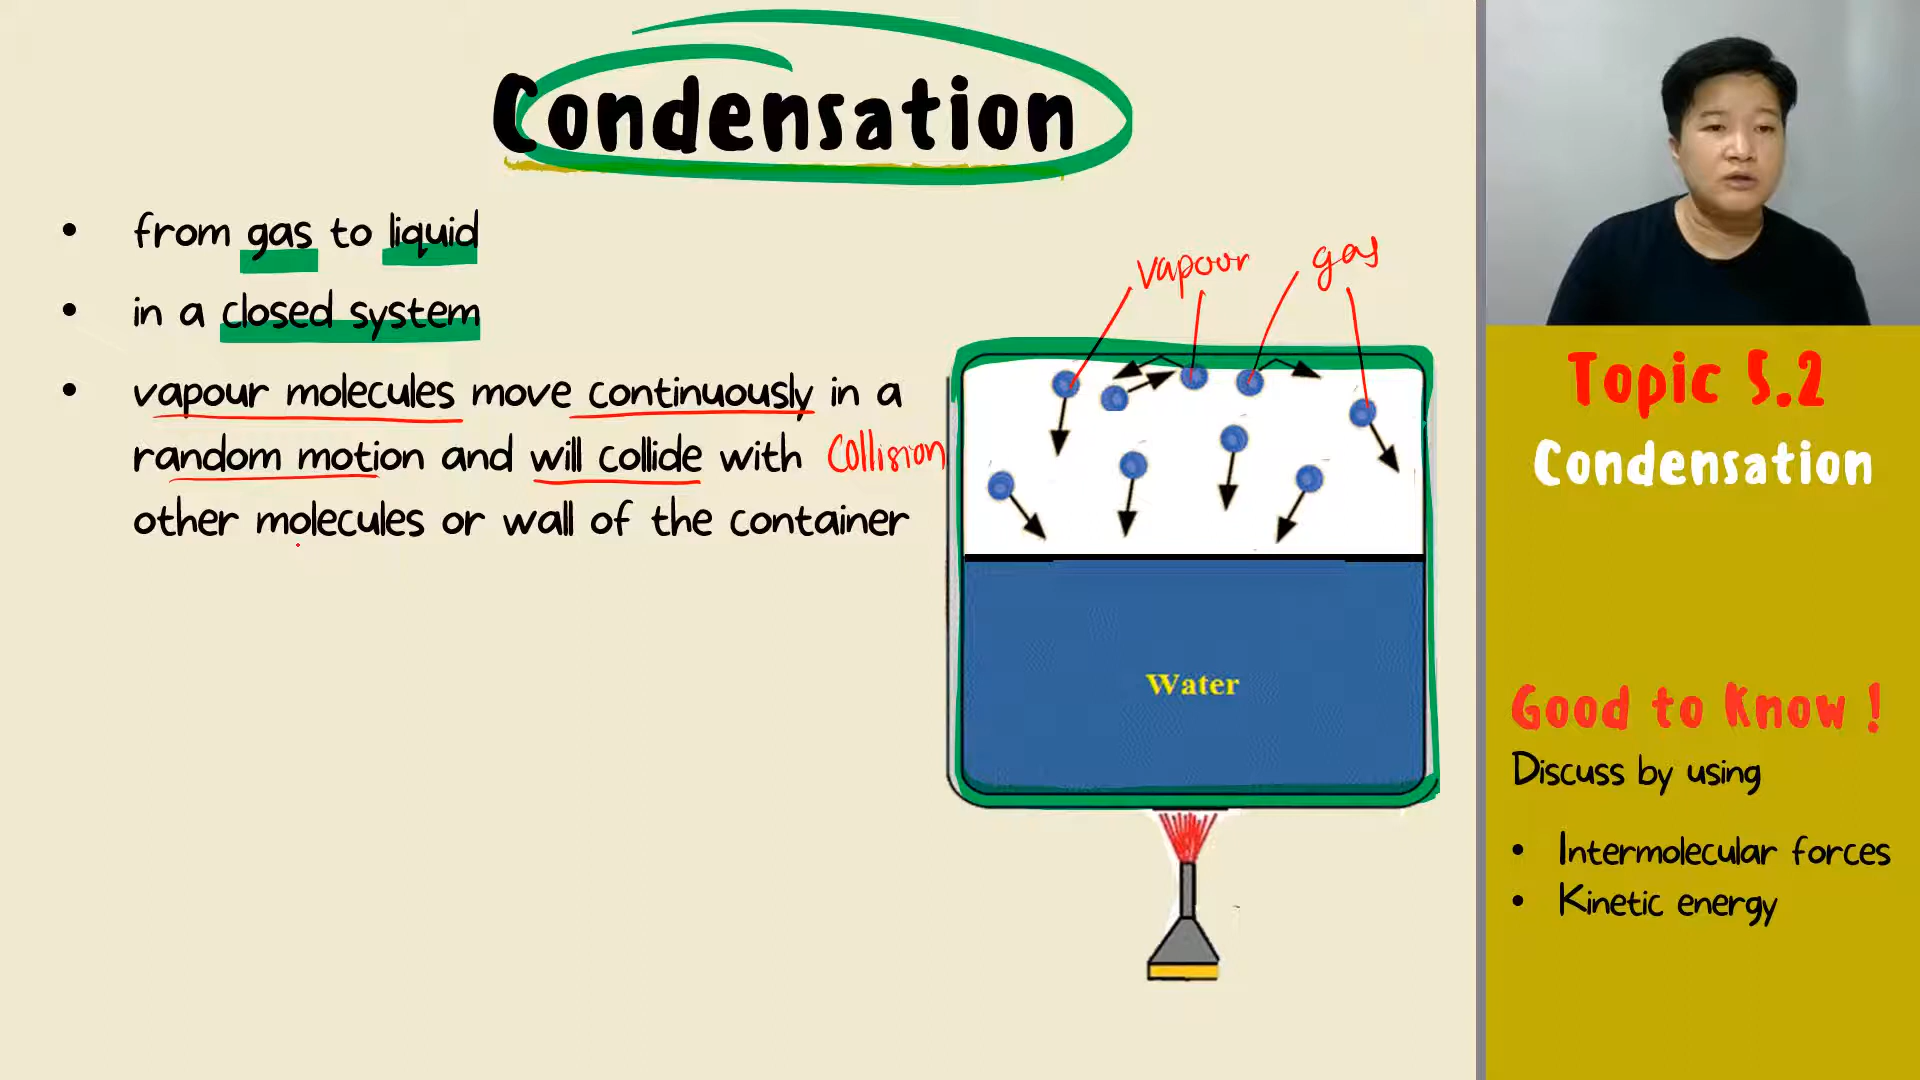 Condensation
• from gas to liquid
• in a closed system
• vapour molecules move continuously in a
random motion and will collide with Collision
other molecules or wall of the container
vapour gas
Water
Topic 5.2
Condensation
Good to Know !
Discuss by using
• Intermolecular forces
• Kinetic energy